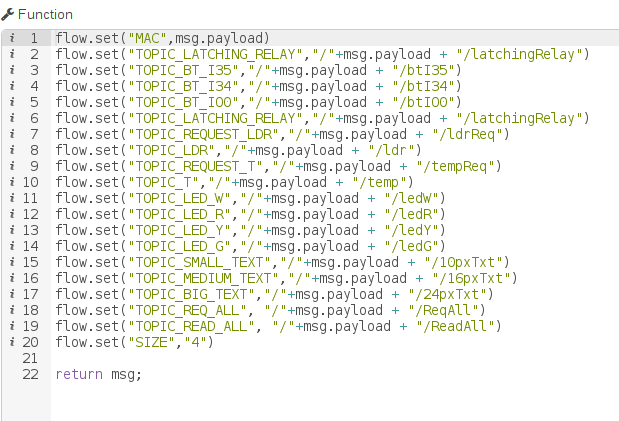 Function
1 flow.set("MAC",msg.payload)
2 flow.set("TOPIC_LATCHING_RELAY","/"+msg.payload + "/latchingRelay")
3 flow.set("TOPIC_BT_I35","/"+msg.payload + "/btI35")
4 flow.set("TOPIC_BT_I34","/"+msg.payload + "/btI34")
5 flow.set("TOPIC_BT_IO0","/"+msg.payload + "/btIO0")
6 flow.set("TOPIC_LATCHING_RELAY","/"+msg.payload + "/latchingRelay")
7 flow.set("TOPIC_REQUEST_LDR","/"+msg.payload + "/ldrReq")
8 flow.set("TOPIC_LDR","/"+msg.payload + "/ldr")
9 flow.set("TOPIC_REQUEST_T","/"+msg.payload + "/tempReq")
10 flow.set("TOPIC_T","/"+msg.payload + "/temp")
11 flow.set("TOPIC_LED_W","/"+msg.payload + "/ledW")
12 flow.set("TOPIC_LED_R","/"+msg.payload + "/ledR")
13 flow.set("TOPIC_LED_Y","/"+msg.payload + "/ledY")
14 flow.set("TOPIC_LED_G","/"+msg.payload + "/ledG")
15 flow.set("TOPIC_SMALL_TEXT","/"+msg.payload + "/10pxTxt")
16 flow.set("TOPIC_MEDIUM_TEXT","/"+msg.payload + "/16pxTxt")
17 flow.set("TOPIC_BIG_TEXT","/"+msg.payload + "/24pxTxt")
18 flow.set("TOPIC_REQ_ALL", "/"+msg.payload + "/ReqAll")
19 flow.set("TOPIC_READ_ALL", "/"+msg.payload + "/ReadAll")
20 flow.set("SIZE","4")
21
22 return msg;